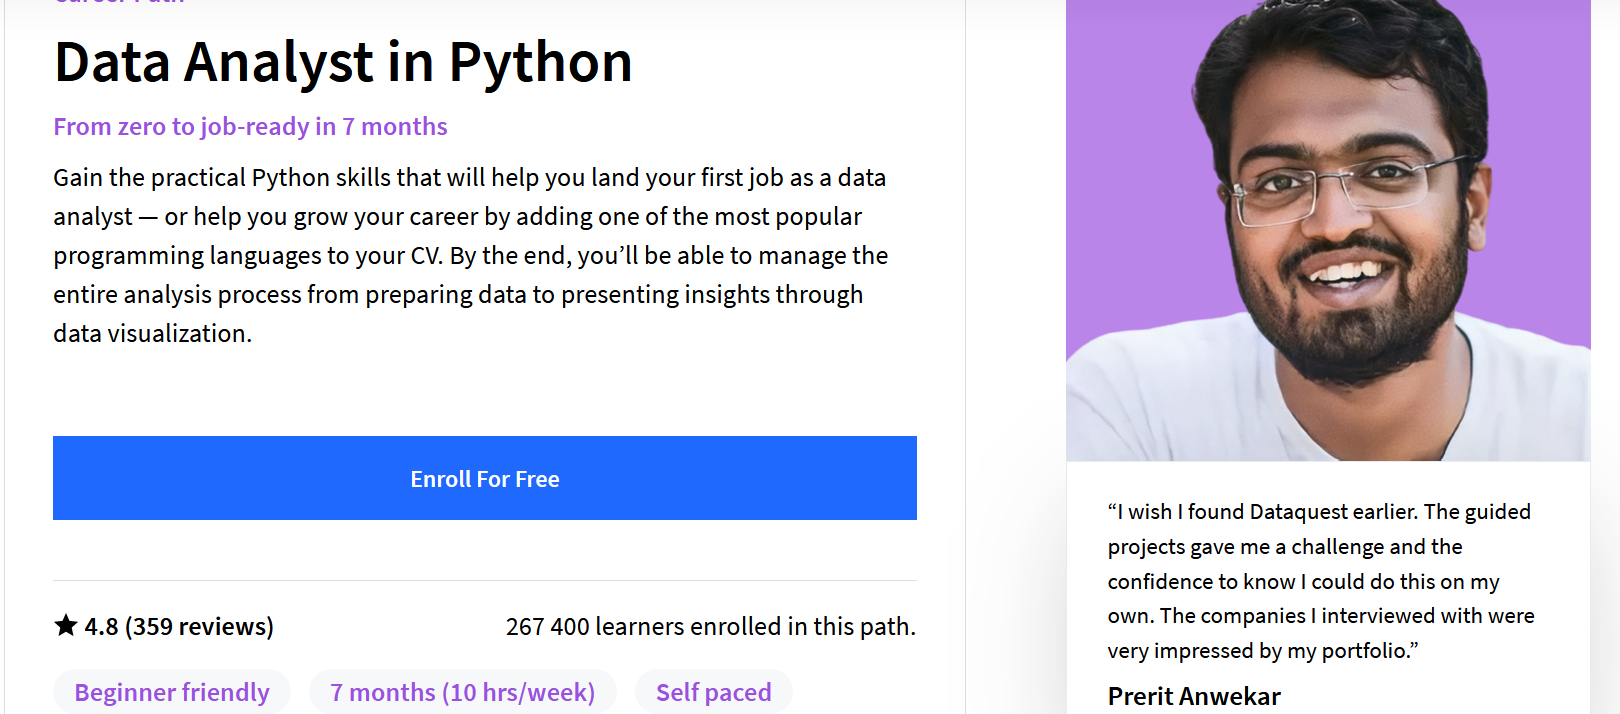 Data Analyst in Python
From zero to job-ready in 7 months
Gain the practical Python skills that will help you land your first job as a data
analyst — or help you grow your career by adding one of the most popular
programming languages to your CV. By the end, you’ll be able to manage the
entire analysis process from preparing data to presenting insights through
data visualization.
Enroll For Free
4.8 (359 reviews)
267 400 learners enrolled in this path.
Beginner friendly
7 months (10 hrs/week)
Self paced
“I wish I found Dataquest earlier. The guided
projects gave me a challenge and the
confidence to know I could do this on my
own. The companies I interviewed with were
very impressed by my portfolio.”
Prerit Anwekar